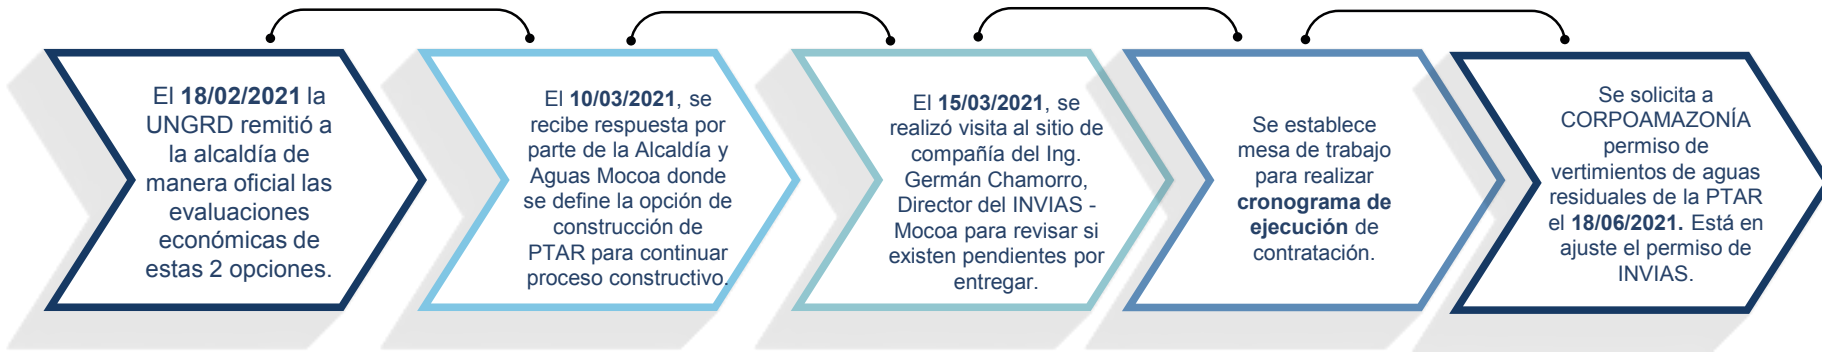 El 18/02/2021 la
UNGRD remitió a
la alcaldía de
manera oficial las
evaluaciones
económicas de
estas 2 opciones.
El 10/03/2021, se
recibe respuesta por
parte de la Alcaldía y
Aguas Mocoa donde
se define la opción de
construcción de
PTAR para continuar
proceso constructivo.
El 15/03/2021, se
realizó visita al sitio de
compañía del Ing.
Germán Chamorro,
Director del INVIAS -
Mocoa para revisar si
existen pendientes por
entregar.
Se establece
mesa de trabajo
para realizar
cronograma de
ejecución de
contratación.
Se solicita a
CORPOAMAZONÍA
permiso de
vertimientos de aguas
residuales de la PTAR
el 18/06/2021. Está en
ajuste el permiso de
INVIAS.